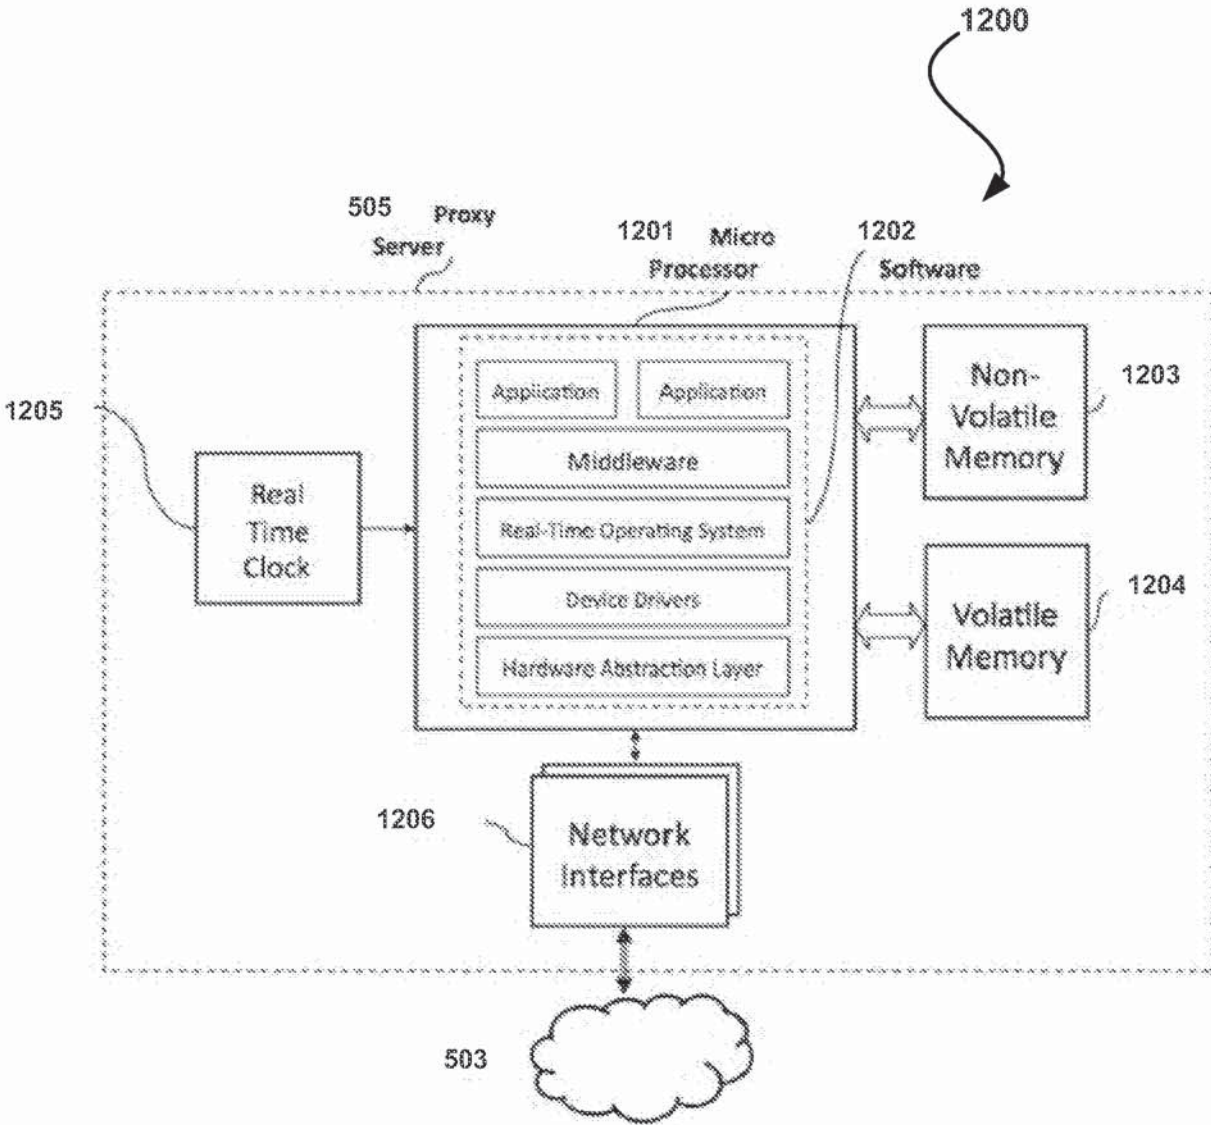 1200
505 Proxy
Server
1201 Micro
Processor
1202
Software
Application
Application
Middleware
Real-Time Operating System
Device Drivers
Hardware Abstraction Layer
Non-
Volatile
Memory
1203
1205
Real
Time
Clock
Volatile
Memory
1204
1206
Network
Interfaces
503